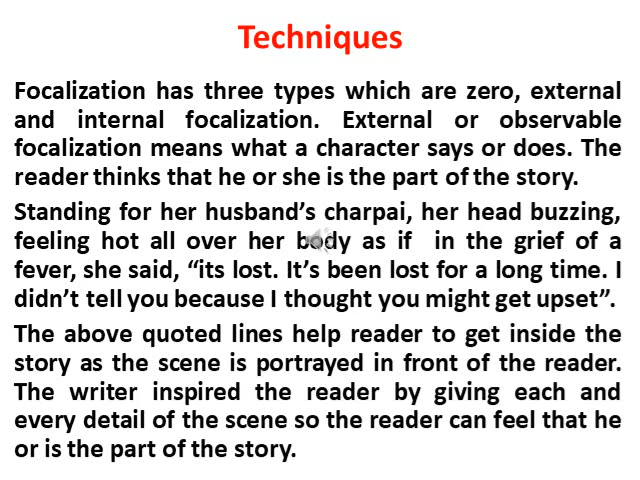 Techniques
Focalization has three types which are zero, external
and internal focalization. External or observable
focalization means what a character says or does. The
reader thinks that he or she is the part of the story.
Standing for her husband’s charpai, her head buzzing,
feeling hot all over her body as if in the grief of a
fever, she said, “its lost. It’s been lost for a long time. I
didn’t tell you because I thought you might get upset”.
The above quoted lines help reader to get inside the
story as the scene is portrayed in front of the reader.
The writer inspired the reader by giving each and
every detail of the scene so the reader can feel that he
or is the part of the story.